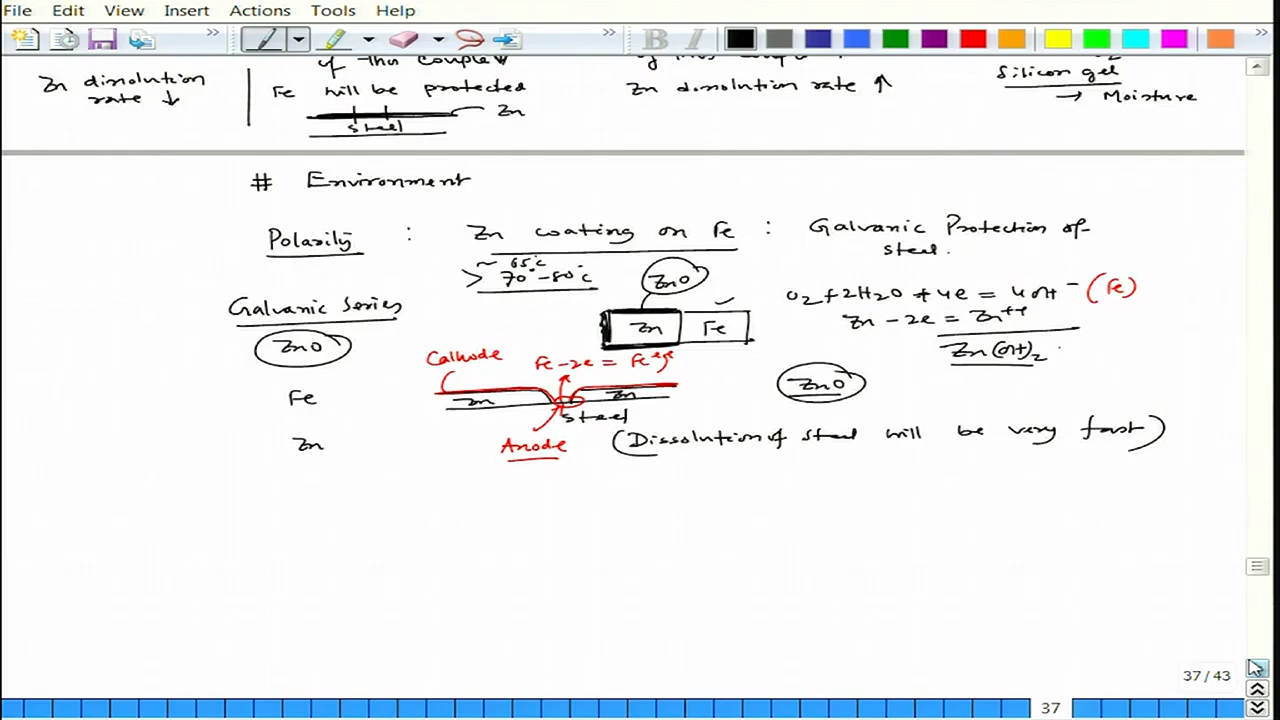 File Edit View Insert Actions Tools Help
B I
of this couple
Zn dissolution rate ↓
Fe will be protected
Zn
steel
Zn dissolution rate ↑
Silicon gel
→ Moisture
# Environment
Polarity : Zn coating on Fe : Galvanic Protection of steel.
~ 65°C
> 70°-80°C
ZnO
Galvanic Series
O2+2H2O + 4e = 4OH- (Fe)
Zn - 2e = Zn++
Zn(OH)2
Zn Fe
ZnO
Cathode
Fe-2e = Fe++
ZnO
Fe
Zn Zn
steel
Zn
Anode
(Dissolution of steel will be very fast)
37 / 43
37